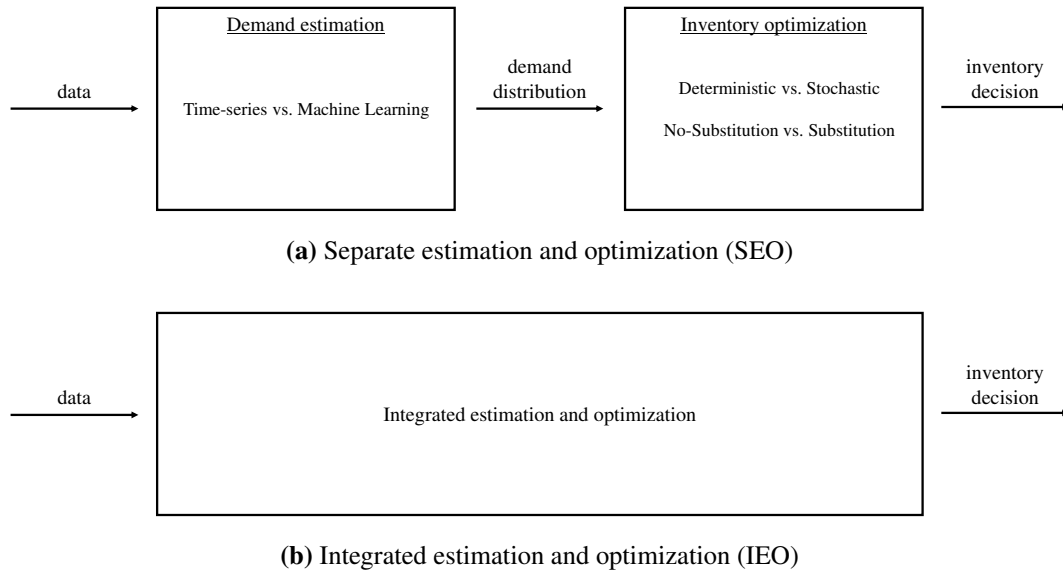 Demand estimation
Inventory optimization
data
demand
distribution
inventory
decision
Time-series vs. Machine Learning
Deterministic vs. Stochastic
No-Substitution vs. Substitution
(a) Separate estimation and optimization (SEO)
data
Integrated estimation and optimization
inventory
decision
(b) Integrated estimation and optimization (IEO)